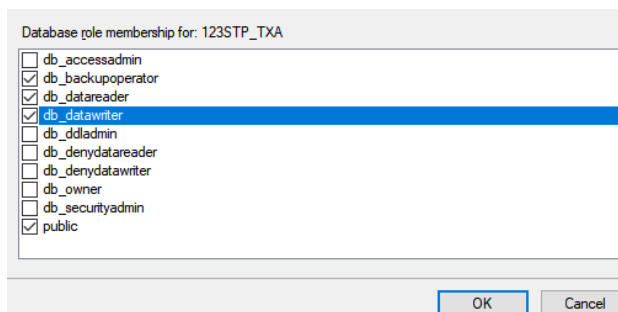 Database role membership for: 123STP_TXA
db_accessadmin
db_backupoperator
db_datareader
db_datawriter
db_ddladmin
db_denydatareader
db_denydatawriter
db_owner
db_securityadmin
public
OK Cancel